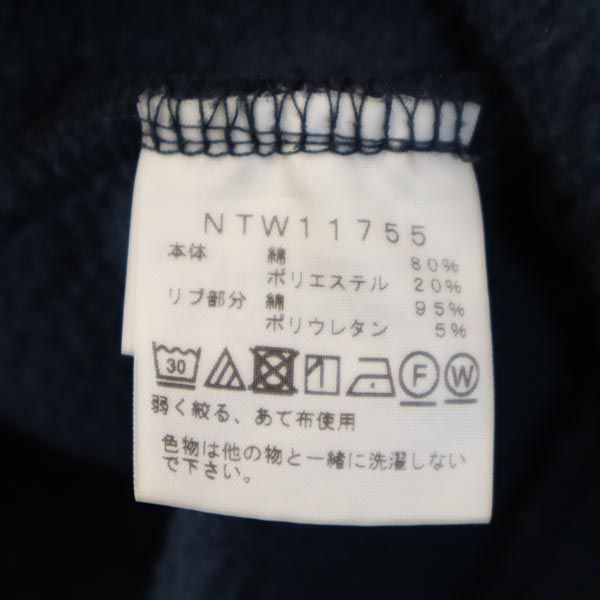 NTW11755
本体 綿 80%
ポリエステル 20%
リブ部分 綿 95%
ポリウレタン 5%
30 F W
弱く絞る、あて布使用
色物は他の物と一緒に洗濯しない
で下さい。